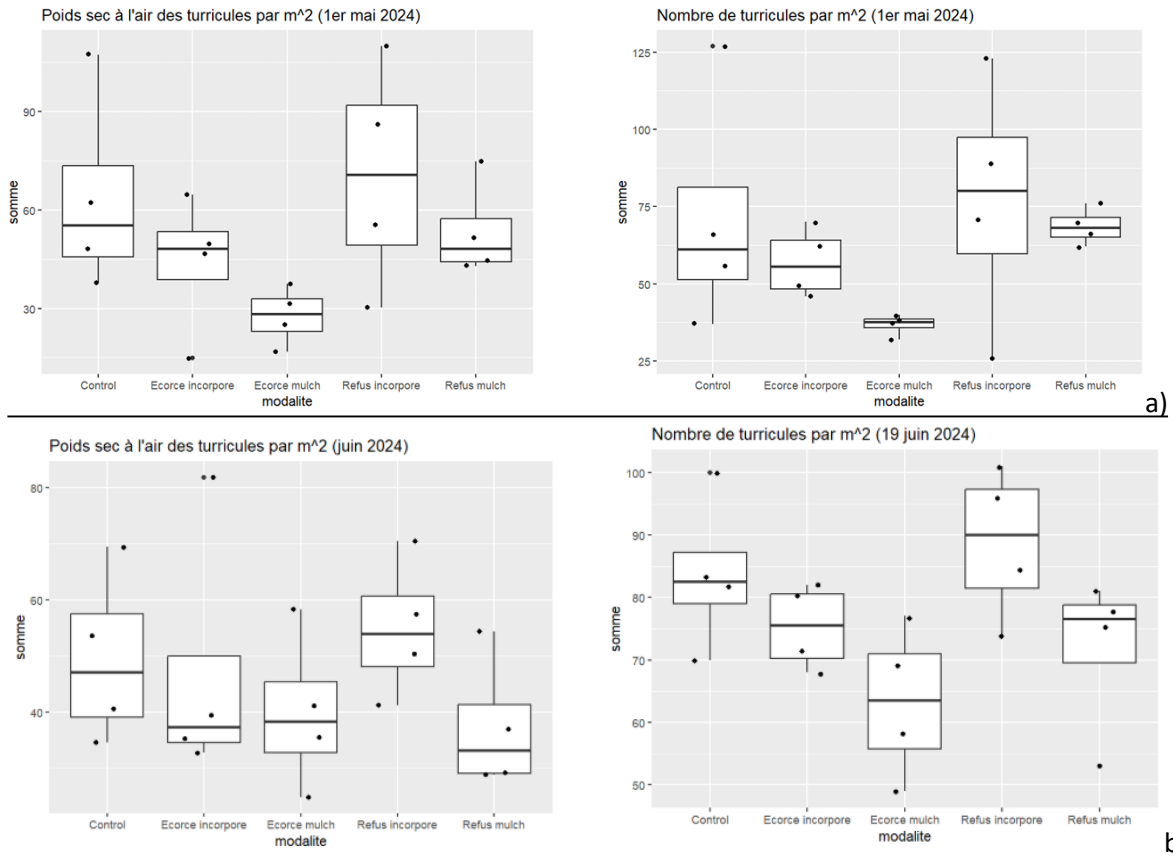 Poids sec à l'air des turricules par m^2 (1er mai 2024)
somme
90
60
30
Control Ecorce incorpore Ecorce mulch Refus incorpore Refus mulch
modalite
Nombre de turricules par m^2 (1er mai 2024)
somme
125
100
75
50
25
Control Ecorce incorpore Ecorce mulch Refus incorpore Refus mulch
modalite
a)
Poids sec à l'air des turricules par m^2 (juin 2024)
somme
80
60
40
Control Ecorce incorpore Ecorce mulch Refus incorpore Refus mulch
modalite
Nombre de turricules par m^2 (19 juin 2024)
somme
100
90
80
70
60
50
Control Ecorce incorpore Ecorce mulch Refus incorpore Refus mulch
modalite
b